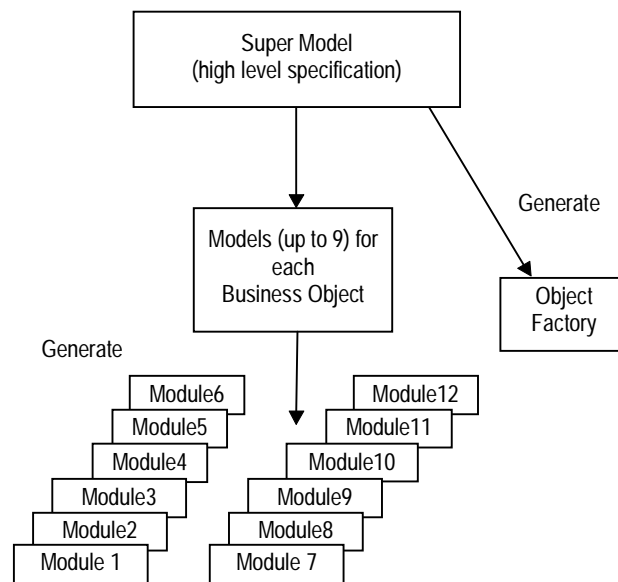 Super Model
(high level specification)
Generate
Models (up to 9) for
each
Business Object
Object
Factory
Generate
Module6
Module5
Module4
Module3
Module2
Module 1
Module12
Module11
Module10
Module9
Module8
Module 7